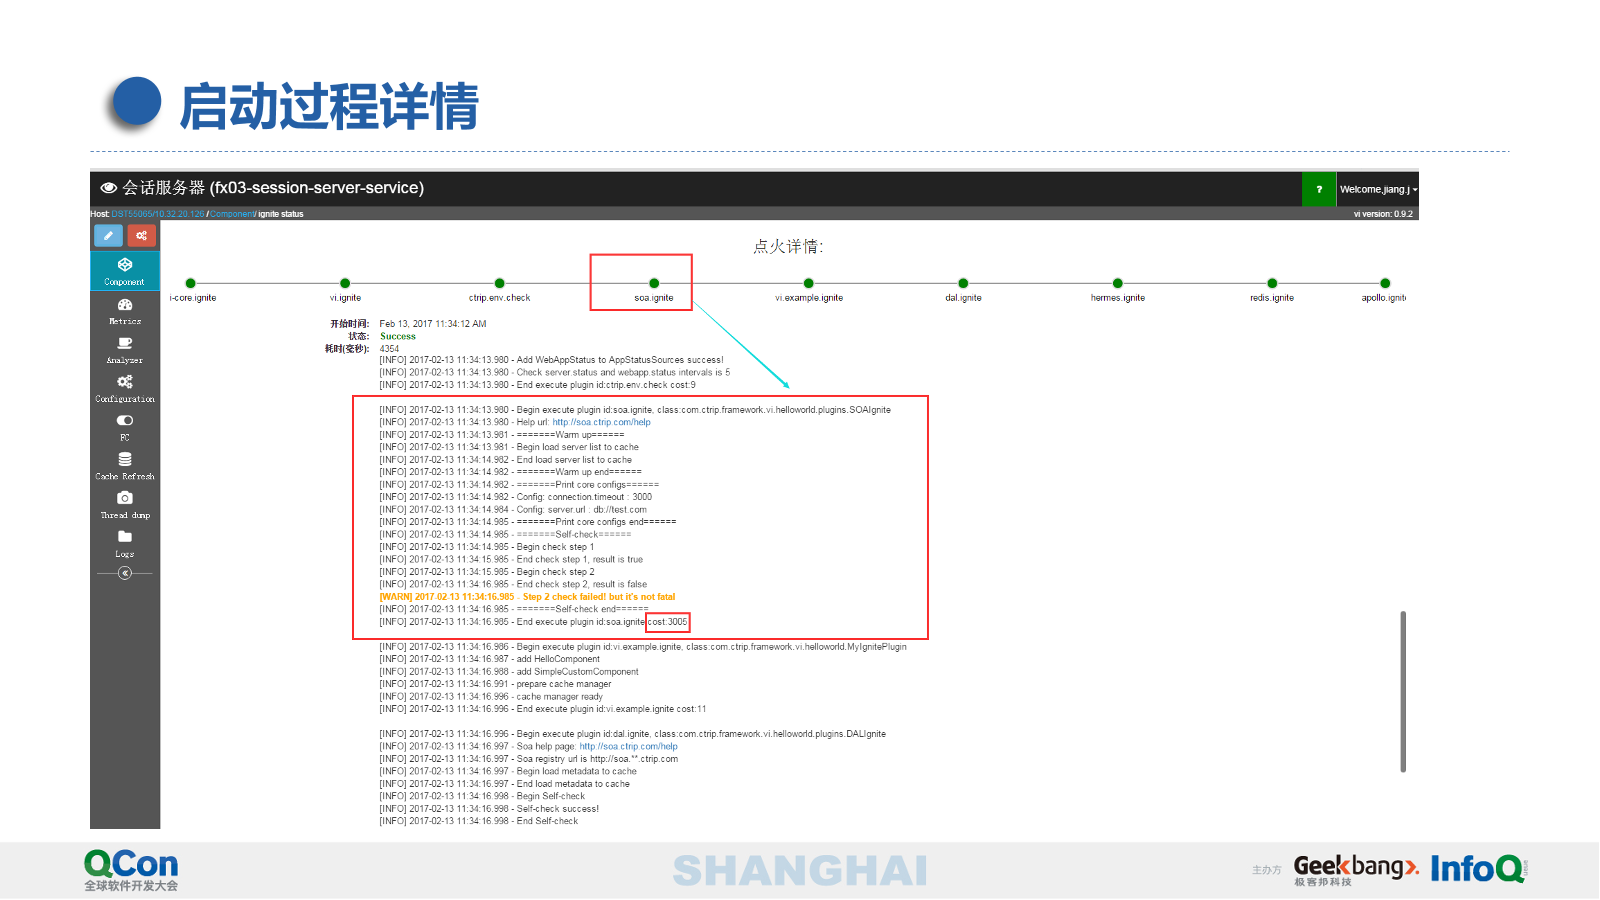 启动过程详情
会话服务器 (fx03-session-server-service)
?
Welcome,jiang.j
Host: DST55065/10.32.20.126 / Component/ ignite status
vi version: 0.9.2
点火详情:
i-core.ignite
vi.ignite
ctrip.env.check
soa.ignite
vi.example.ignite
dal.ignite
hermes.ignite
redis.ignite
apollo.ignit
Component
Metrics
Analyzer
Configuration
FC
Cache Refresh
Thread dump
Logs
开始时间: Feb 13, 2017 11:34:12 AM
状态: Success
耗时(毫秒): 4354
[INFO] 2017-02-13 11:34:13.980 - Add WebAppStatus to AppStatusSources success!
[INFO] 2017-02-13 11:34:13.980 - Check server.status and webapp.status intervals is 5
[INFO] 2017-02-13 11:34:13.980 - End execute plugin id:ctrip.env.check cost:9
[INFO] 2017-02-13 11:34:13.980 - Begin execute plugin id:soa.ignite, class:com.ctrip.framework.vi.helloworld.plugins.SOAIgnite
[INFO] 2017-02-13 11:34:13.980 - Help url: http://soa.ctrip.com/help
[INFO] 2017-02-13 11:34:13.981 - =======Warm up======
[INFO] 2017-02-13 11:34:13.981 - Begin load server list to cache
[INFO] 2017-02-13 11:34:14.982 - End load server list to cache
[INFO] 2017-02-13 11:34:14.982 - =======Warm up end======
[INFO] 2017-02-13 11:34:14.982 - =======Print core configs======
[INFO] 2017-02-13 11:34:14.982 - Config: connection.timeout : 3000
[INFO] 2017-02-13 11:34:14.984 - Config: server.url : db://test.com
[INFO] 2017-02-13 11:34:14.985 - =======Print core configs end======
[INFO] 2017-02-13 11:34:14.985 - =======Self-check======
[INFO] 2017-02-13 11:34:14.985 - Begin check step 1
[INFO] 2017-02-13 11:34:15.985 - End check step 1, result is true
[INFO] 2017-02-13 11:34:15.985 - Begin check step 2
[INFO] 2017-02-13 11:34:16.985 - End check step 2, result is false
[WARN] 2017-02-13 11:34:16.985 - Step 2 check failed! but it's not fatal
[INFO] 2017-02-13 11:34:16.985 - =======Self-check end======
[INFO] 2017-02-13 11:34:16.985 - End execute plugin id:soa.ignite cost:3005
[INFO] 2017-02-13 11:34:16.986 - Begin execute plugin id:vi.example.ignite, class:com.ctrip.framework.vi.helloworld.MyIgnitePlugin
[INFO] 2017-02-13 11:34:16.987 - add HelloComponent
[INFO] 2017-02-13 11:34:16.988 - add SimpleCustomComponent
[INFO] 2017-02-13 11:34:16.991 - prepare cache manager
[INFO] 2017-02-13 11:34:16.996 - cache manager ready
[INFO] 2017-02-13 11:34:16.996 - End execute plugin id:vi.example.ignite cost:11
[INFO] 2017-02-13 11:34:16.996 - Begin execute plugin id:dal.ignite, class:com.ctrip.framework.vi.helloworld.plugins.DALIgnite
[INFO] 2017-02-13 11:34:16.997 - Soa help page: http://soa.ctrip.com/help
[INFO] 2017-02-13 11:34:16.997 - Soa registry url is http://soa.**.ctrip.com
[INFO] 2017-02-13 11:34:16.997 - Begin load metadata to cache
[INFO] 2017-02-13 11:34:16.997 - End load metadata to cache
[INFO] 2017-02-13 11:34:16.998 - Begin Self-check
[INFO] 2017-02-13 11:34:16.998 - Self-check success!
[INFO] 2017-02-13 11:34:16.998 - End Self-check
QCon
全球软件开发大会
SHANGHAI
主办方
Geekbang.
极客邦科技
InfoQ